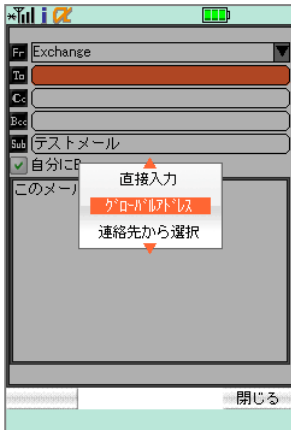 Fr Exchange
To
Cc
Bcc
Sub テストメール
自分にB
このメー
直接入力
ｸﾞﾛｰﾊﾞﾙｱﾄﾞﾚｽ
連絡先から選択
閉じる